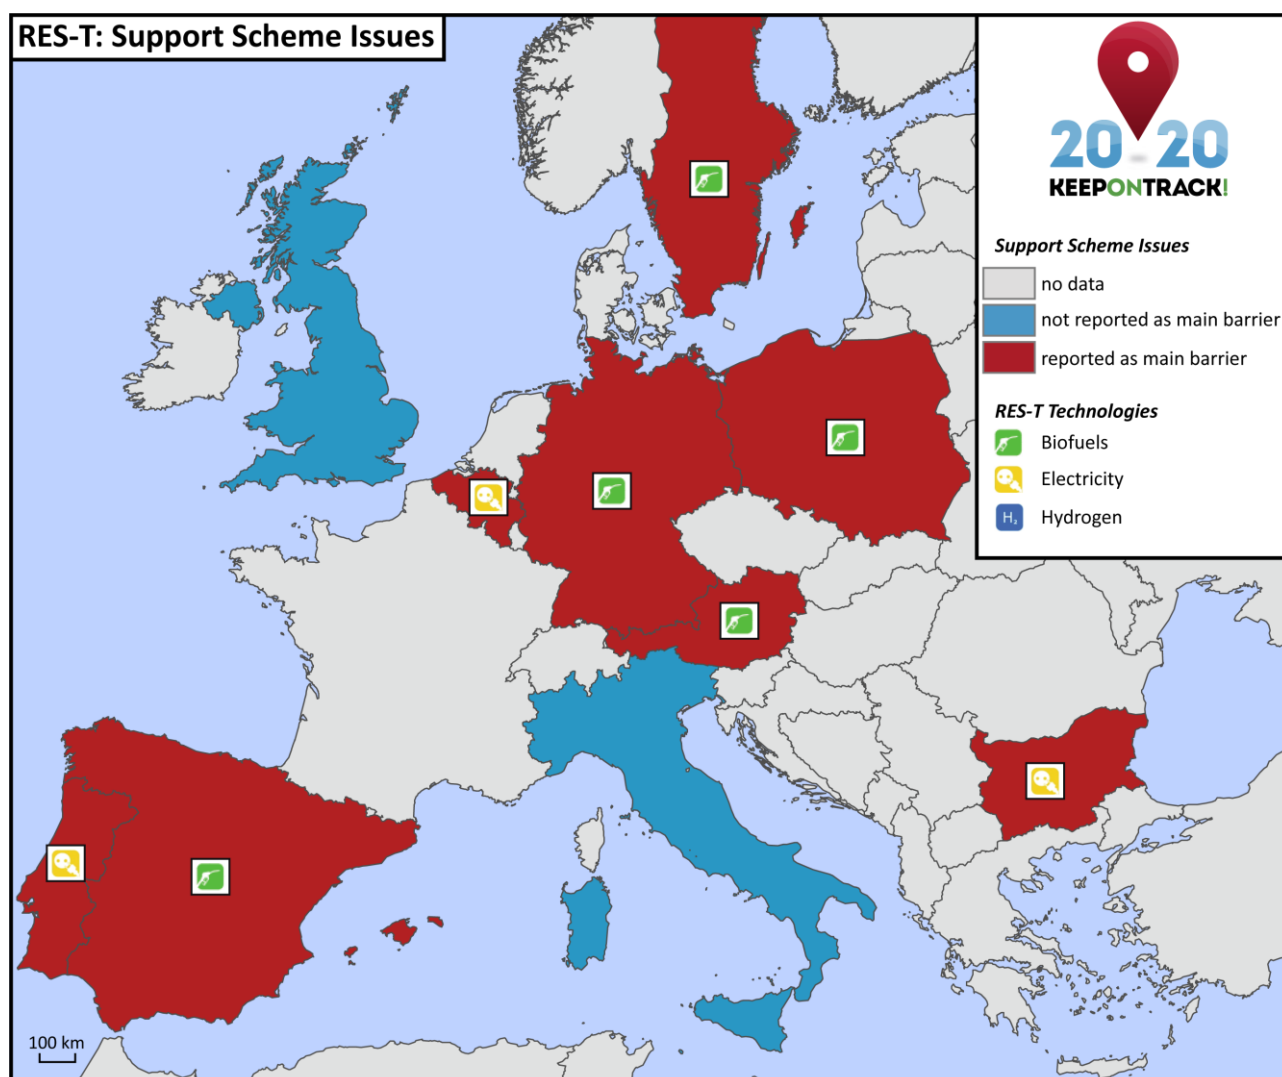 RES-T: Support Scheme Issues
20 20
KEEPONTRACK!
Support Scheme Issues
no data
not reported as main barrier
reported as main barrier
RES-T Technologies
Biofuels
Electricity
H₂ Hydrogen
100 km